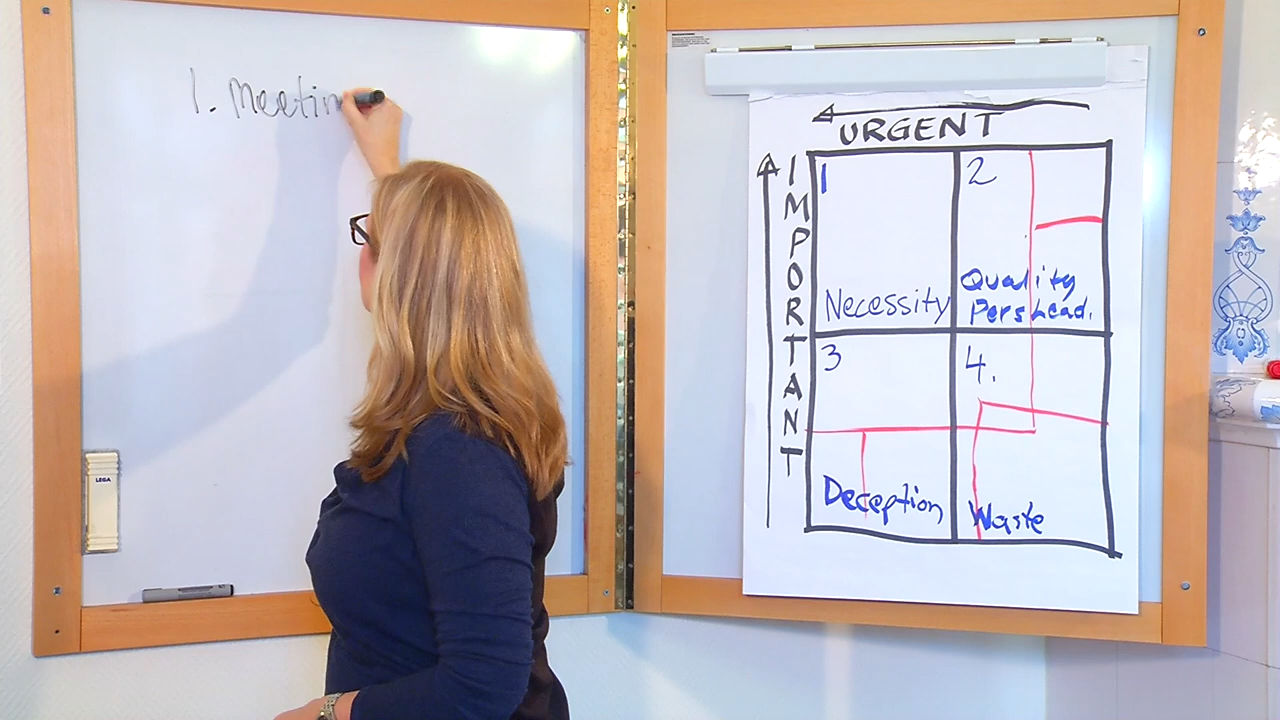 1. Meetin
LEGA
URGENT
IMPORTANT
1
2
Necessity
Quality
Pers Lead.
3
4.
Deception
Waste